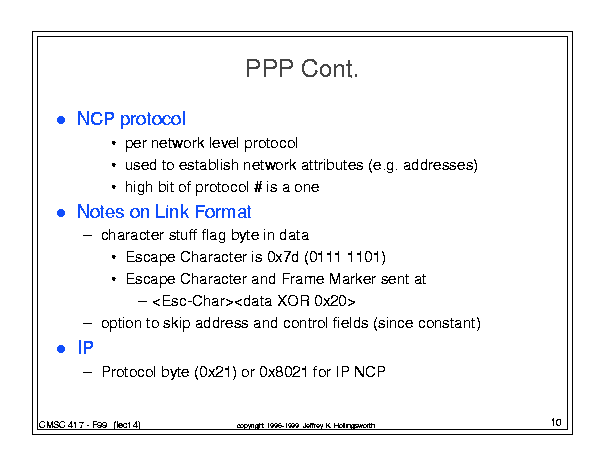 PPP Cont.
● NCP protocol
• per network level protocol
• used to establish network attributes (e.g. addresses)
• high bit of protocol # is a one
● Notes on Link Format
– character stuff flag byte in data
• Escape Character is 0x7d (0111 1101)
• Escape Character and Frame Marker sent at
– <Esc-Char><data XOR 0x20>
– option to skip address and control fields (since constant)
● IP
– Protocol byte (0x21) or 0x8021 for IP NCP
CMSC 417 - F99 (lect 4)
copyright 1996-1999 Jeffrey K. Hollingsworth
10